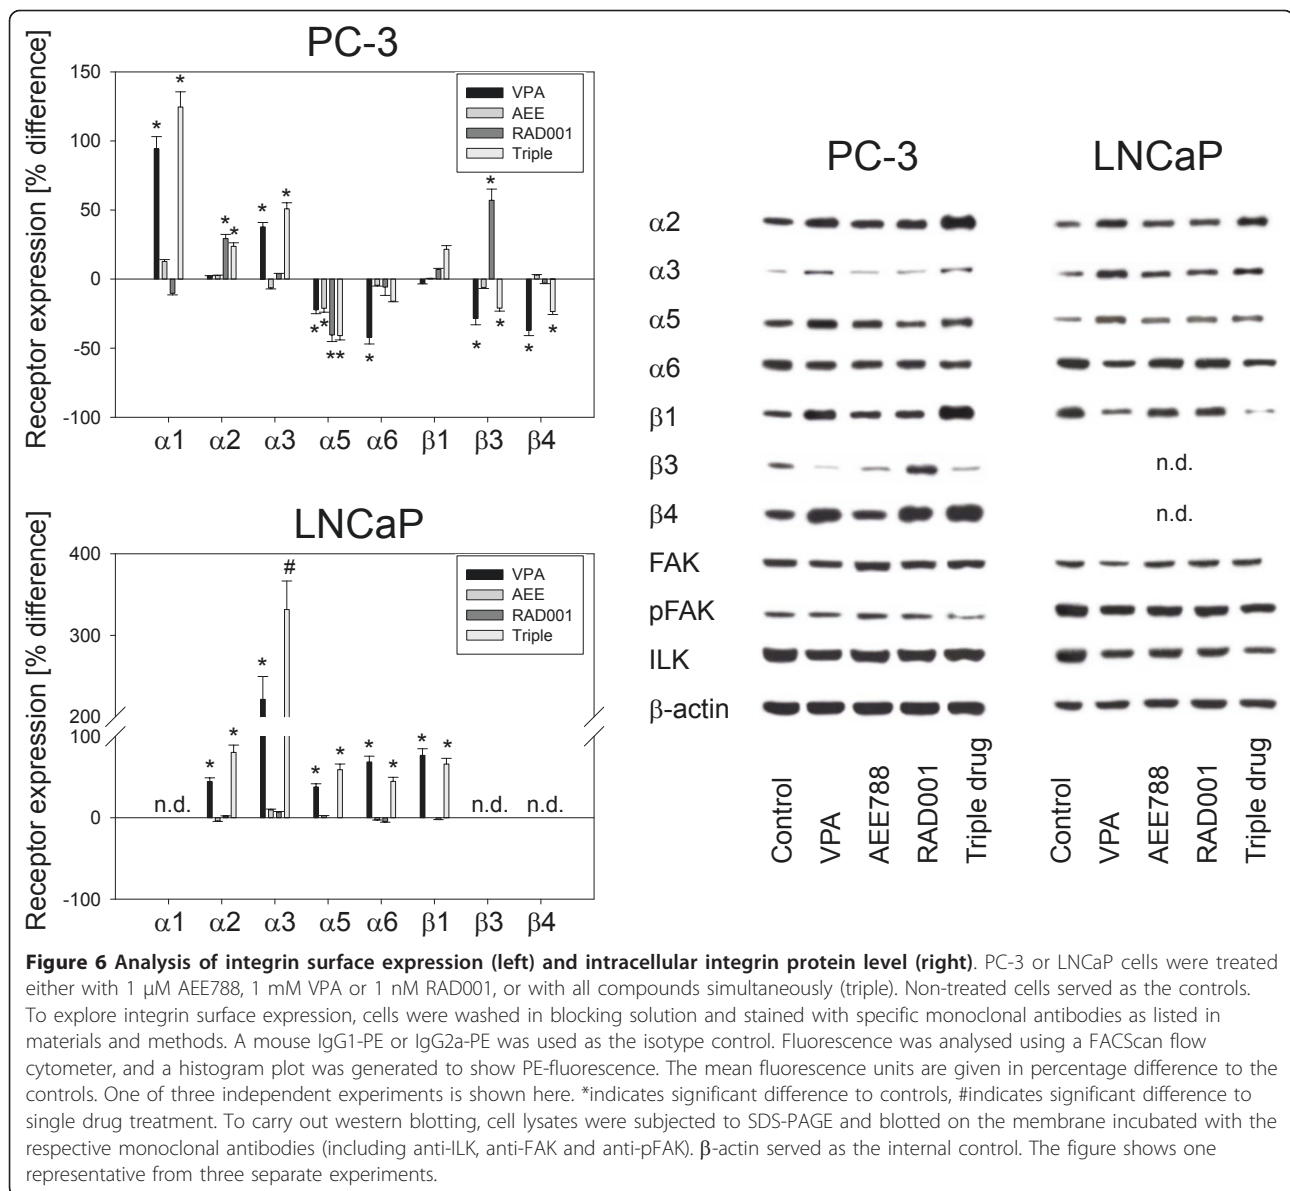 PC-3
Receptor expression [% difference]
150
100
50
0
-50
-100
VPA
AEE
RAD001
Triple
* * * * * * * * * ** * * * * * *
α1 α2 α3 α5 α6 β1 β3 β4
LNCaP
Receptor expression [% difference]
400
300
200
100
0
-100
VPA
AEE
RAD001
Triple
#
* * * * * * * * *
n.d. n.d. n.d.
α1 α2 α3 α5 α6 β1 β3 β4
PC-3 LNCaP
α2
α3
α5
α6
β1
β3 n.d.
β4 n.d.
FAK
pFAK
ILK
β-actin
Control
VPA
AEE788
RAD001
Triple drug
Control
VPA
AEE788
RAD001
Triple drug
Figure 6 Analysis of integrin surface expression (left) and intracellular integrin protein level (right). PC-3 or LNCaP cells were treated
either with 1 μM AEE788, 1 mM VPA or 1 nM RAD001, or with all compounds simultaneously (triple). Non-treated cells served as the controls.
To explore integrin surface expression, cells were washed in blocking solution and stained with specific monoclonal antibodies as listed in
materials and methods. A mouse IgG1-PE or IgG2a-PE was used as the isotype control. Fluorescence was analysed using a FACScan flow
cytometer, and a histogram plot was generated to show PE-fluorescence. The mean fluorescence units are given in percentage difference to the
controls. One of three independent experiments is shown here. *indicates significant difference to controls, #indicates significant difference to
single drug treatment. To carry out western blotting, cell lysates were subjected to SDS-PAGE and blotted on the membrane incubated with the
respective monoclonal antibodies (including anti-ILK, anti-FAK and anti-pFAK). β-actin served as the internal control. The figure shows one
representative from three separate experiments.